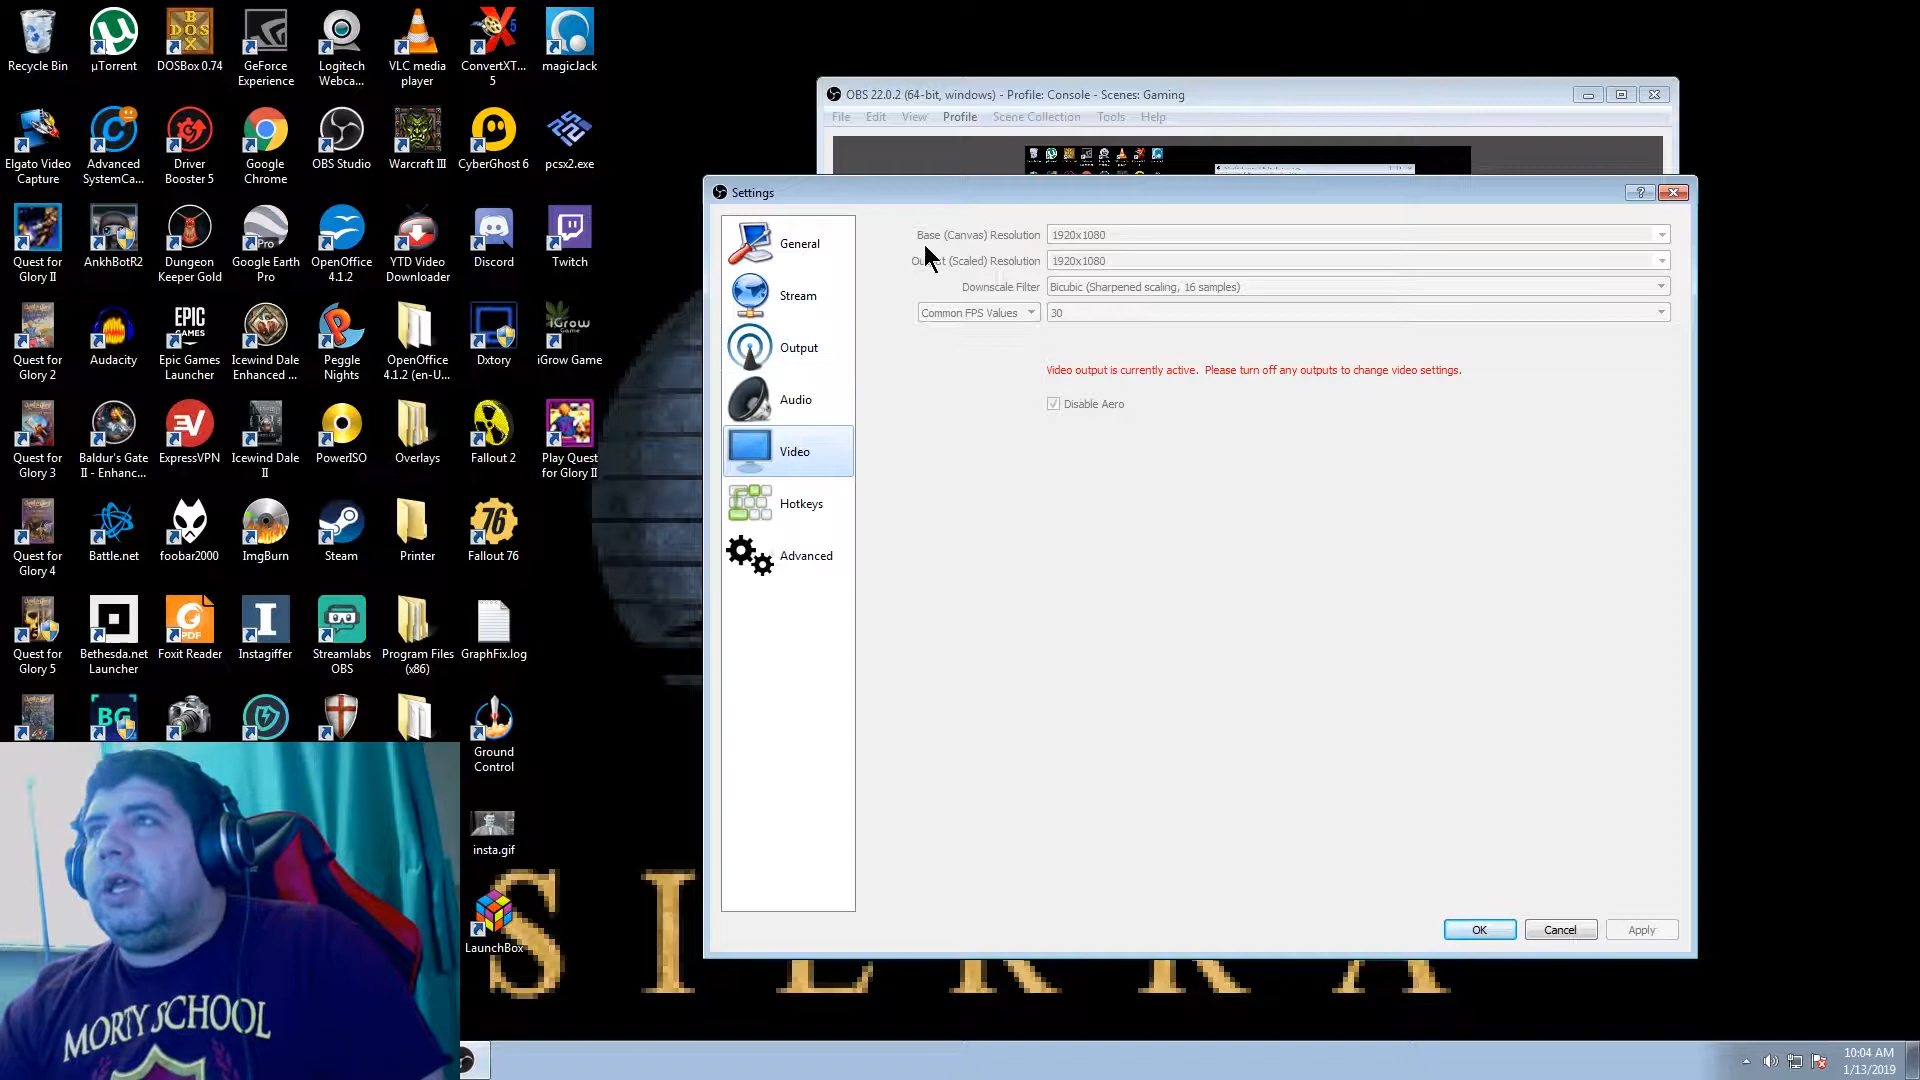 Recycle Bin
µTorrent
DOSBox 0.74
GeForce
Experience
Logitech
Webca...
VLC media
player
ConvertXT...
5
magicJack
Elgato Video
Capture
Advanced
SystemCa...
Driver
Booster 5
Google
Chrome
OBS Studio
Warcraft III
CyberGhost 6
pcsx2.exe
Quest for
Glory II
AnkhBotR2
Dungeon
Keeper Gold
Pro
Google Earth
Pro
OpenOffice
4.1.2
YTD Video
Downloader
Discord
Twitch
Quest for
Glory 2
Audacity
EPIC
GAMES
Epic Games
Launcher
Icewind Dale
Enhanced ...
Peggle
Nights
OpenOffice
4.1.2 (en-U...
Dxtory
iGrow
Game
iGrow Game
Quest for
Glory 3
Baldur's Gate
II - Enhanc...
ExpressVPN
Icewind Dale
II
PowerISO
Overlays
Fallout 2
Play Quest
for Glory II
Quest for
Glory 4
Battle.net
foobar2000
ImgBurn
Steam
Printer
76
Fallout 76
Quest for
Glory 5
Bethesda.net
Launcher
PDF
Foxit Reader
Instagiffer
Streamlabs
OBS
Program Files
(x86)
GraphFix.log
BG
Ground
Control
insta.gif
LaunchBox
OBS 22.0.2 (64-bit, windows) - Profile: Console - Scenes: Gaming
File Edit View Profile Scene Collection Tools Help
Settings
General
Stream
Output
Audio
Video
Hotkeys
Advanced
Base (Canvas) Resolution 1920x1080
(Scaled) Resolution 1920x1080
Downscale Filter Bicubic (Sharpened scaling, 16 samples)
Common FPS Values 30
Video output is currently active. Please turn off any outputs to change video settings.
Disable Aero
OK Cancel Apply
SIERRA
MORTY SCHOOL
10:04 AM
1/13/2019